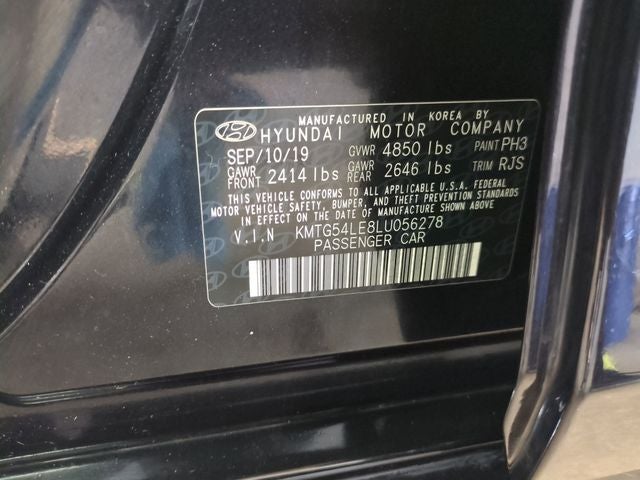 MANUFACTURED IN KOREA BY
HYUNDAI MOTOR COMPANY
SEP/10/19 GVWR 4850 lbs PAINT PH3
GAWR FRONT 2414 lbs GAWR REAR 2646 lbs TRIM RJS
THIS VEHICLE CONFORMS TO ALL APPLICABLE U.S.A. FEDERAL
MOTOR VEHICLE SAFETY, BUMPER, AND THEFT PREVENTION STANDARDS
IN EFFECT ON THE DATE OF MANUFACTURE SHOWN ABOVE.
V.I.N KMTG54LE8LU056278
PASSENGER CAR